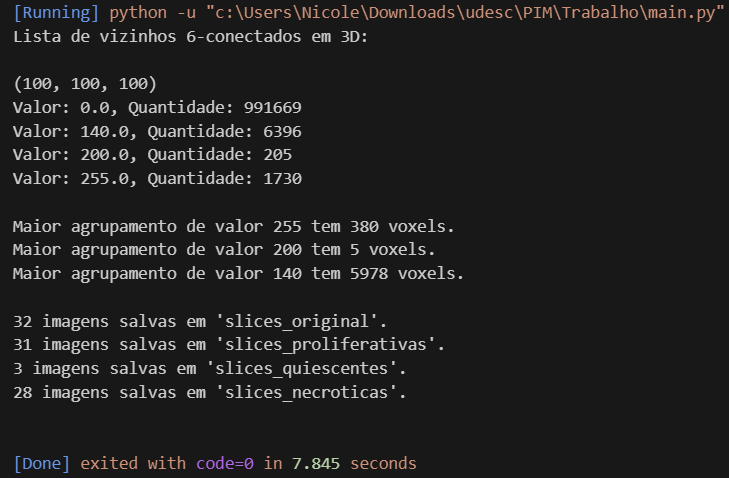 [Running] python -u "c:\Users\Nicole\Downloads\udesc\PIM\Trabalho\main.py"
Lista de vizinhos 6-conectados em 3D:
(100, 100, 100)
Valor: 0.0, Quantidade: 991669
Valor: 140.0, Quantidade: 6396
Valor: 200.0, Quantidade: 205
Valor: 255.0, Quantidade: 1730
Maior agrupamento de valor 255 tem 380 voxels.
Maior agrupamento de valor 200 tem 5 voxels.
Maior agrupamento de valor 140 tem 5978 voxels.
32 imagens salvas em 'slices_original'.
31 imagens salvas em 'slices_proliferativas'.
3 imagens salvas em 'slices_quiescentes'.
28 imagens salvas em 'slices_necroticas'.
[Done] exited with code=0 in 7.845 seconds